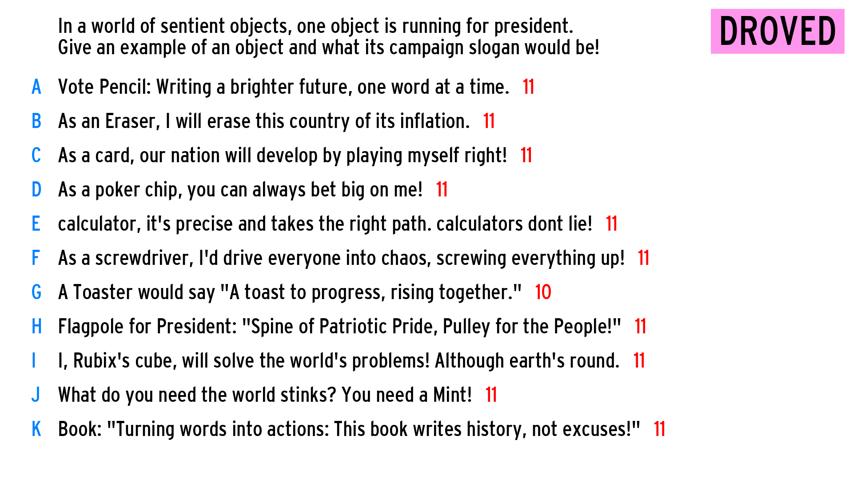 In a world of sentient objects, one object is running for president.
Give an example of an object and what its campaign slogan would be!
DROVED
A Vote Pencil: Writing a brighter future, one word at a time. 11
B As an Eraser, I will erase this country of its inflation. 11
C As a card, our nation will develop by playing myself right! 11
D As a poker chip, you can always bet big on me! 11
E calculator, it's precise and takes the right path. calculators dont lie! 11
F As a screwdriver, I'd drive everyone into chaos, screwing everything up! 11
G A Toaster would say "A toast to progress, rising together." 10
H Flagpole for President: "Spine of Patriotic Pride, Pulley for the People!" 11
I I, Rubix's cube, will solve the world's problems! Although earth's round. 11
J What do you need the world stinks? You need a Mint! 11
K Book: "Turning words into actions: This book writes history, not excuses!" 11